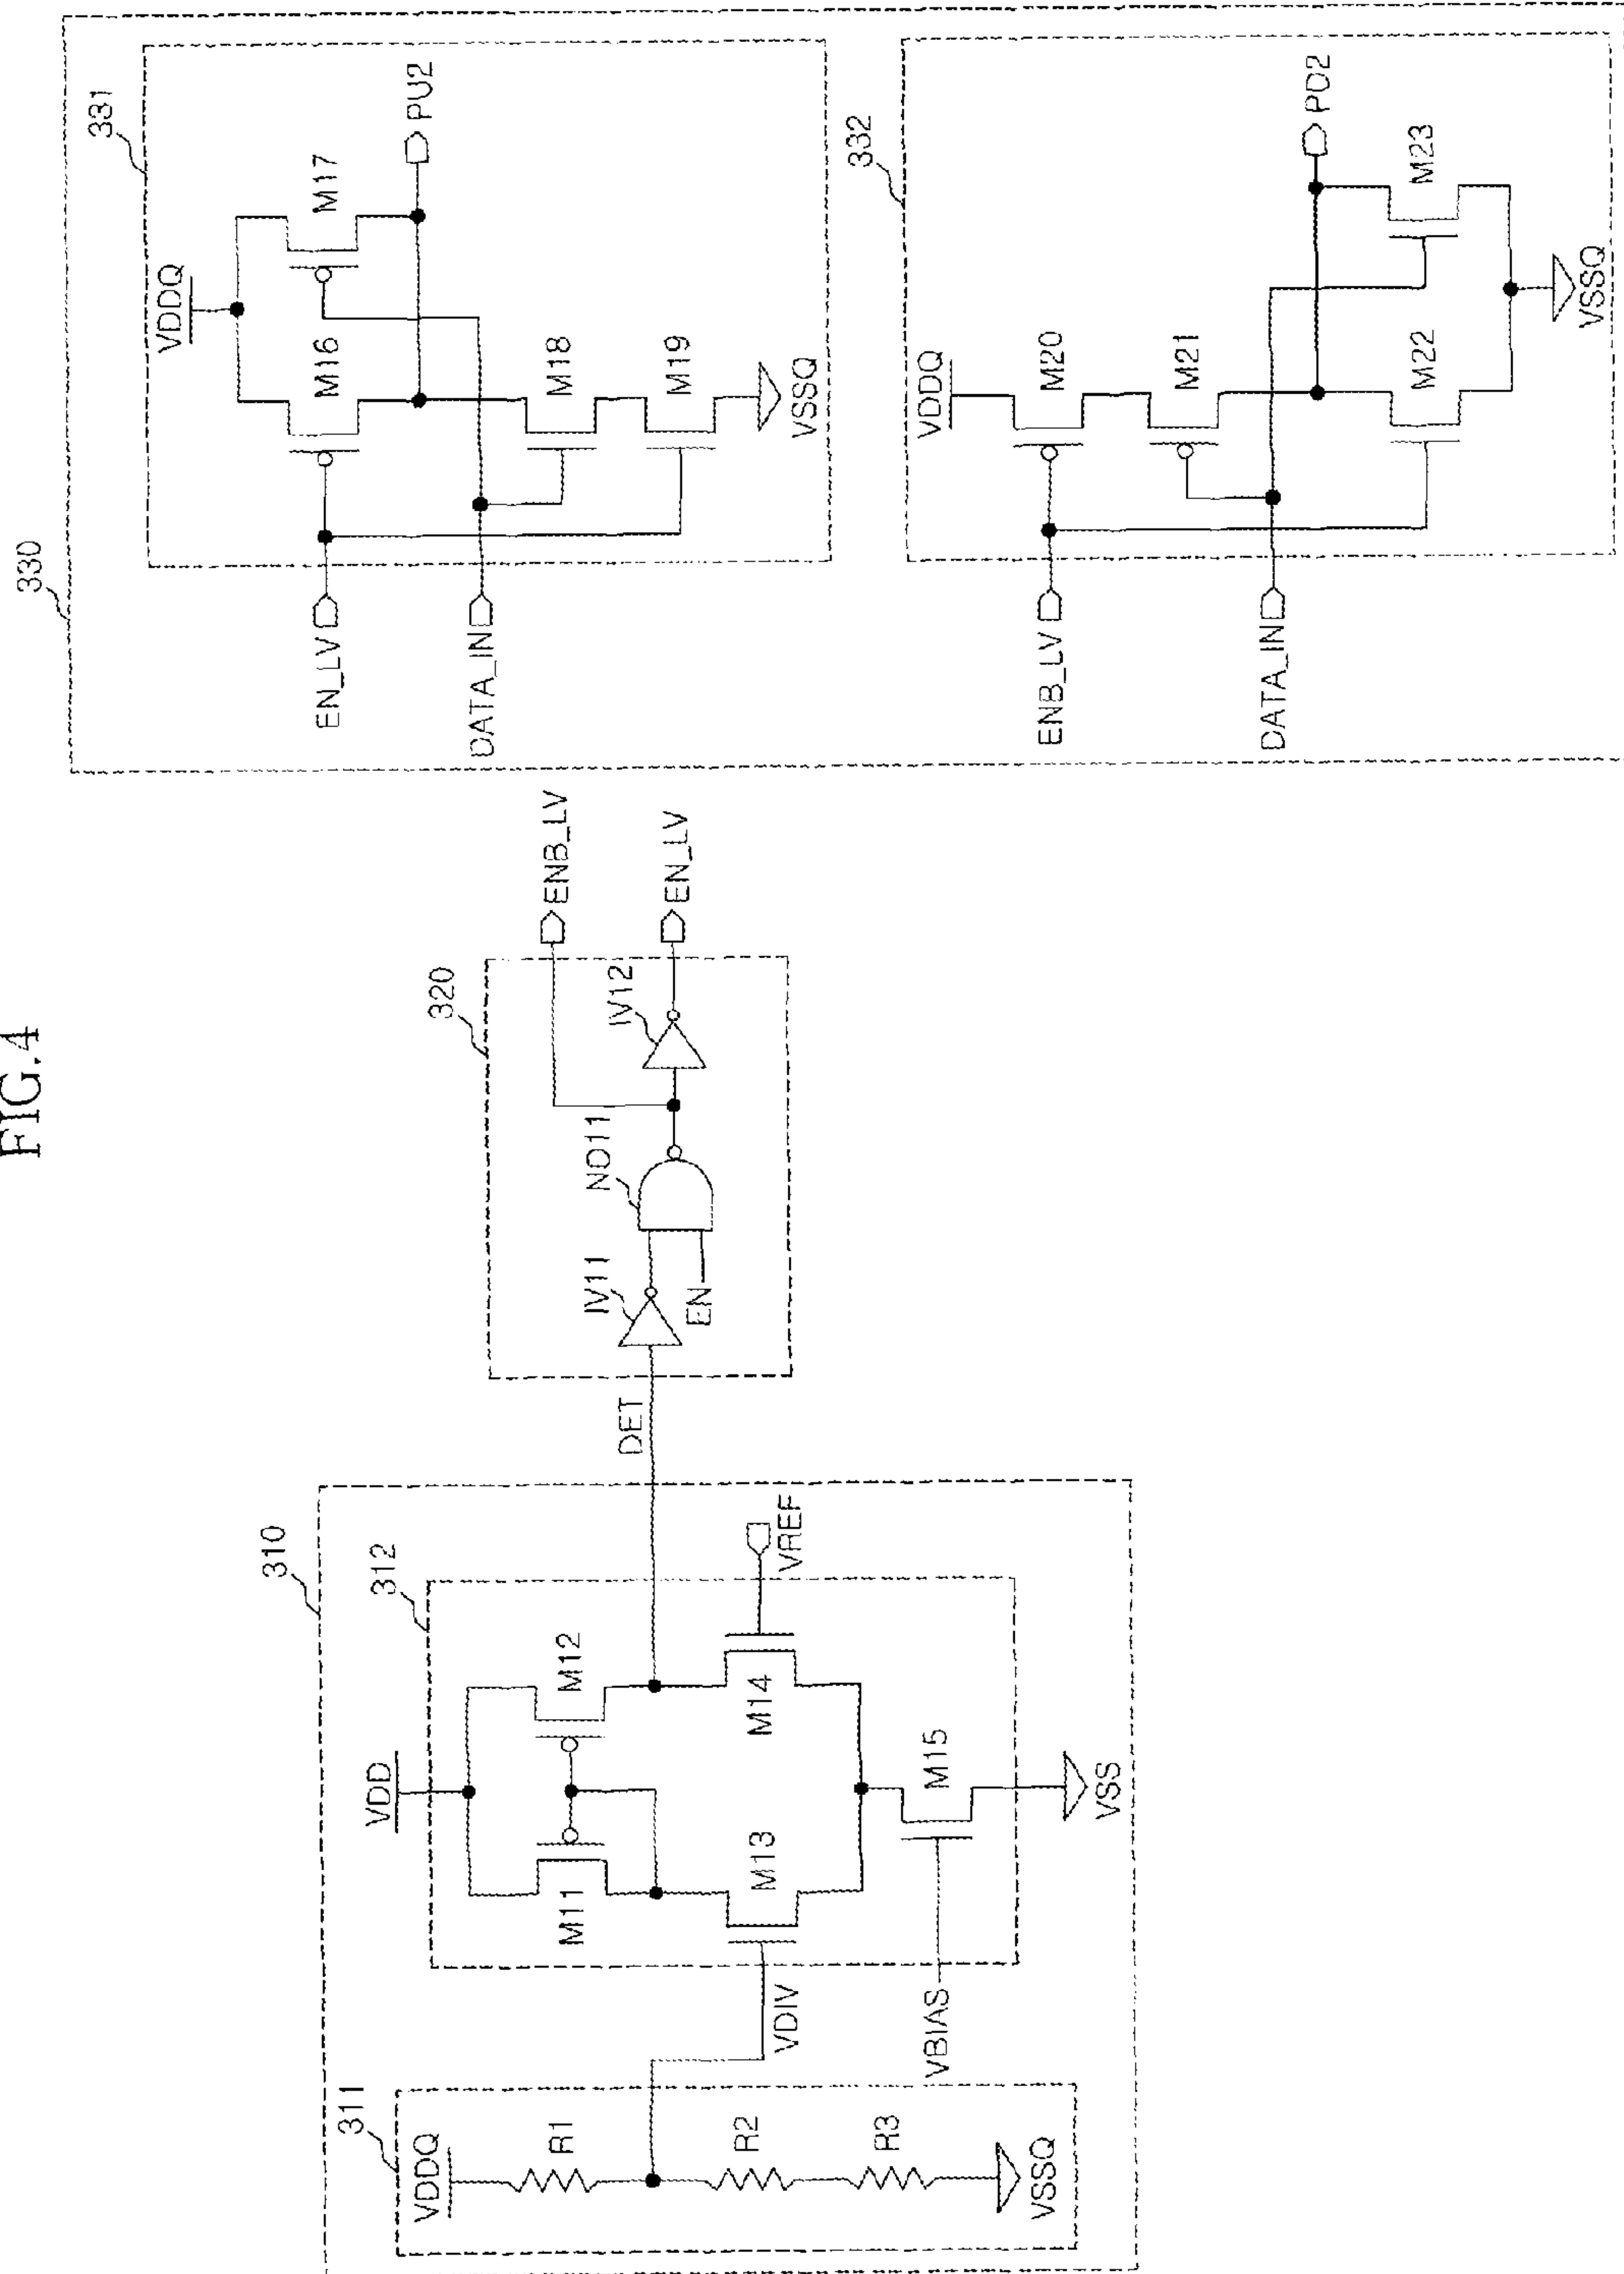 FIG.4
310
311
VDDQ
R1
R2
R3
VSSQ
VDIV
VBIAS
312
VDD
M11
M12
M13
M14
VREF
M15
VSS
DET
320
IV11
EN
ND11
IV12
ENB_LV
EN_LV
330
331
VDDQ
M16
M17
PU2
EN_LV
DATA_IN
M18
M19
VSSQ
332
VDDQ
M20
ENB_LV
M21
DATA_IN
PD2
M22
M23
VSSQ